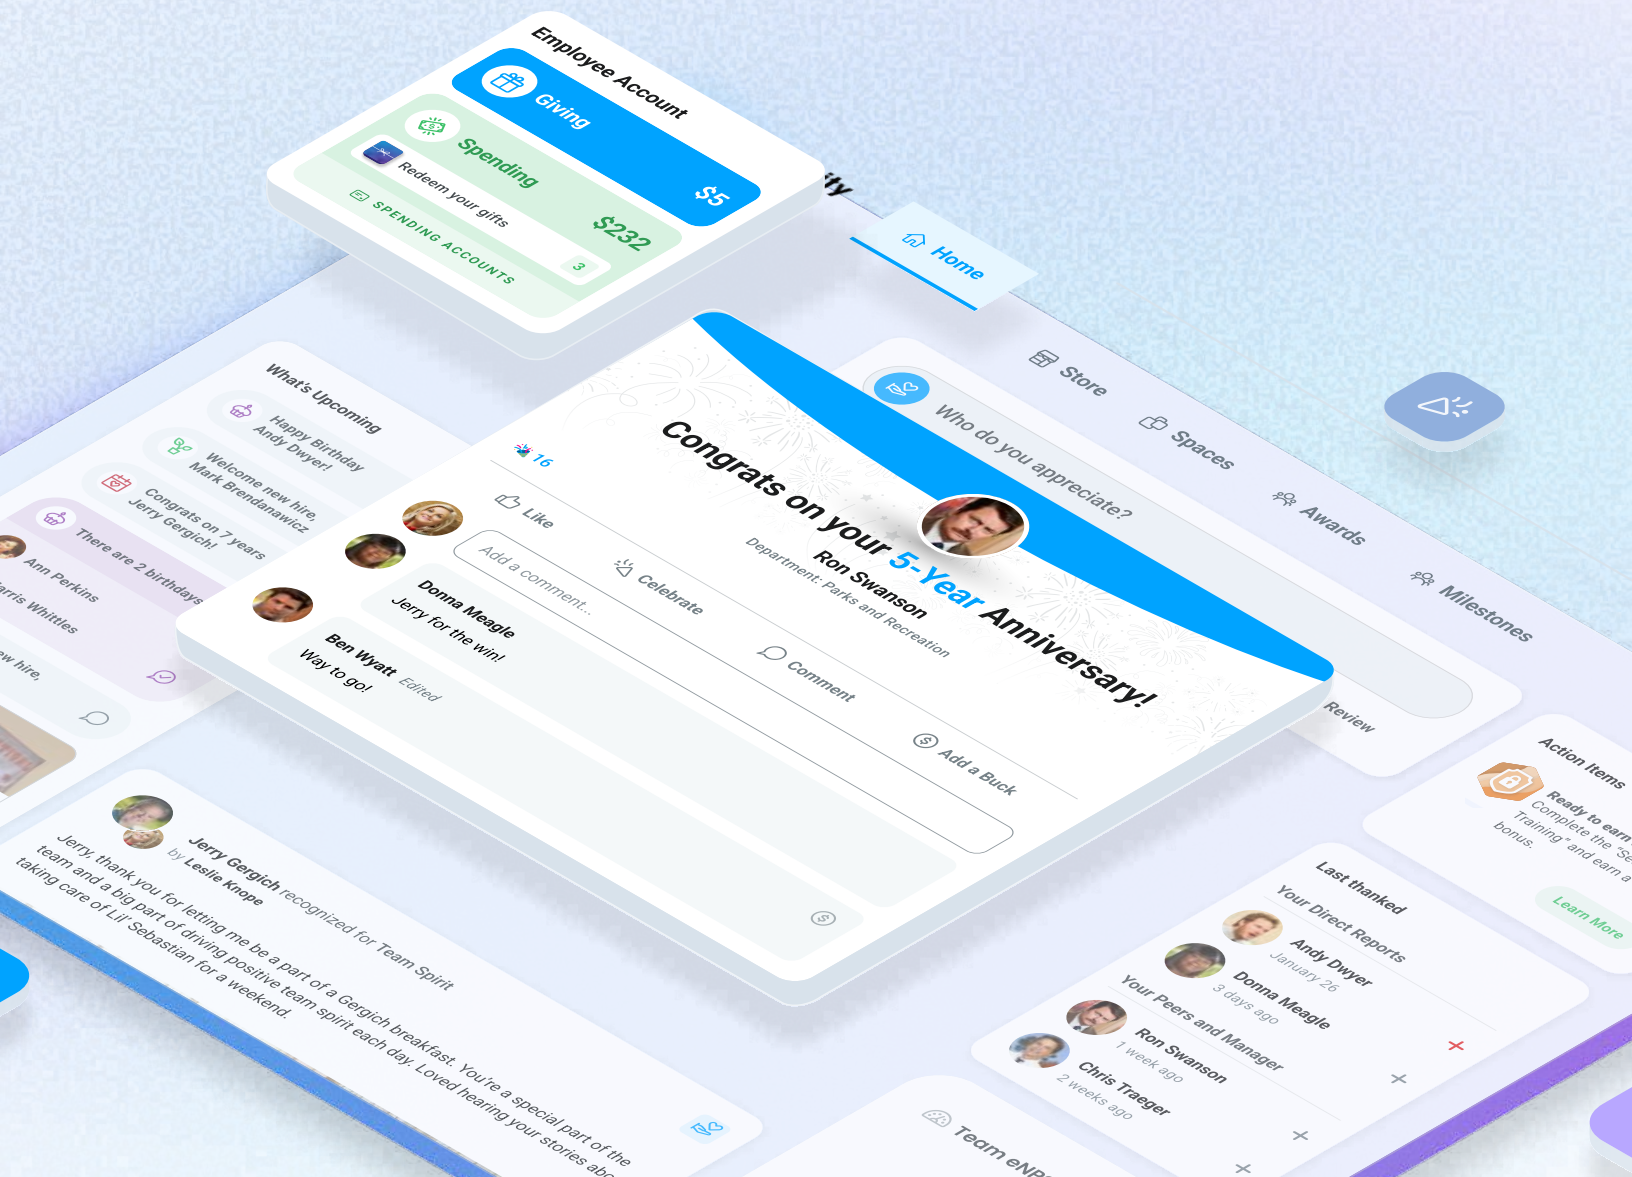 Employee Account
Giving
$5
Spending
$232
Redeem your gifts
3
SPENDING ACCOUNTS
Home
Store
Spaces
Awards
Milestones
Who do you appreciate?
Review
What's Upcoming
Happy Birthday
Andy Dwyer!
Welcome new hire,
Mark Brendanawicz
Congrats on 7 years
Jerry Gergich!
There are 2 birthdays
Ann Perkins
Whittles
hire,
Congrats on your 5-Year Anniversary!
Ron Swanson
Department: Parks and Recreation
16
Like
Celebrate
Comment
Add a Buck
Add a comment...
Donna Meagle
Jerry for the win!
Ben Wyatt Edited
Way to go!
Jerry Gergich recognized for Team Spirit
by Leslie Knope
Jerry, thank you for letting me be a part of a Gergich breakfast. You're a special part of the
team and a big part of driving positive team spirit each day. Loved hearing your stories abo
taking care of Lil' Sebastian for a weekend.
Action Items
Ready to earn
Complete the "Se
Training" and earn a
bonus.
Learn More
Last thanked
Your Direct Reports
Andy Dwyer
January 26
Donna Meagle
3 days ago
Your Peers and Manager
Ron Swanson
1 week ago
Chris Traeger
2 weeks ago
Team eNP